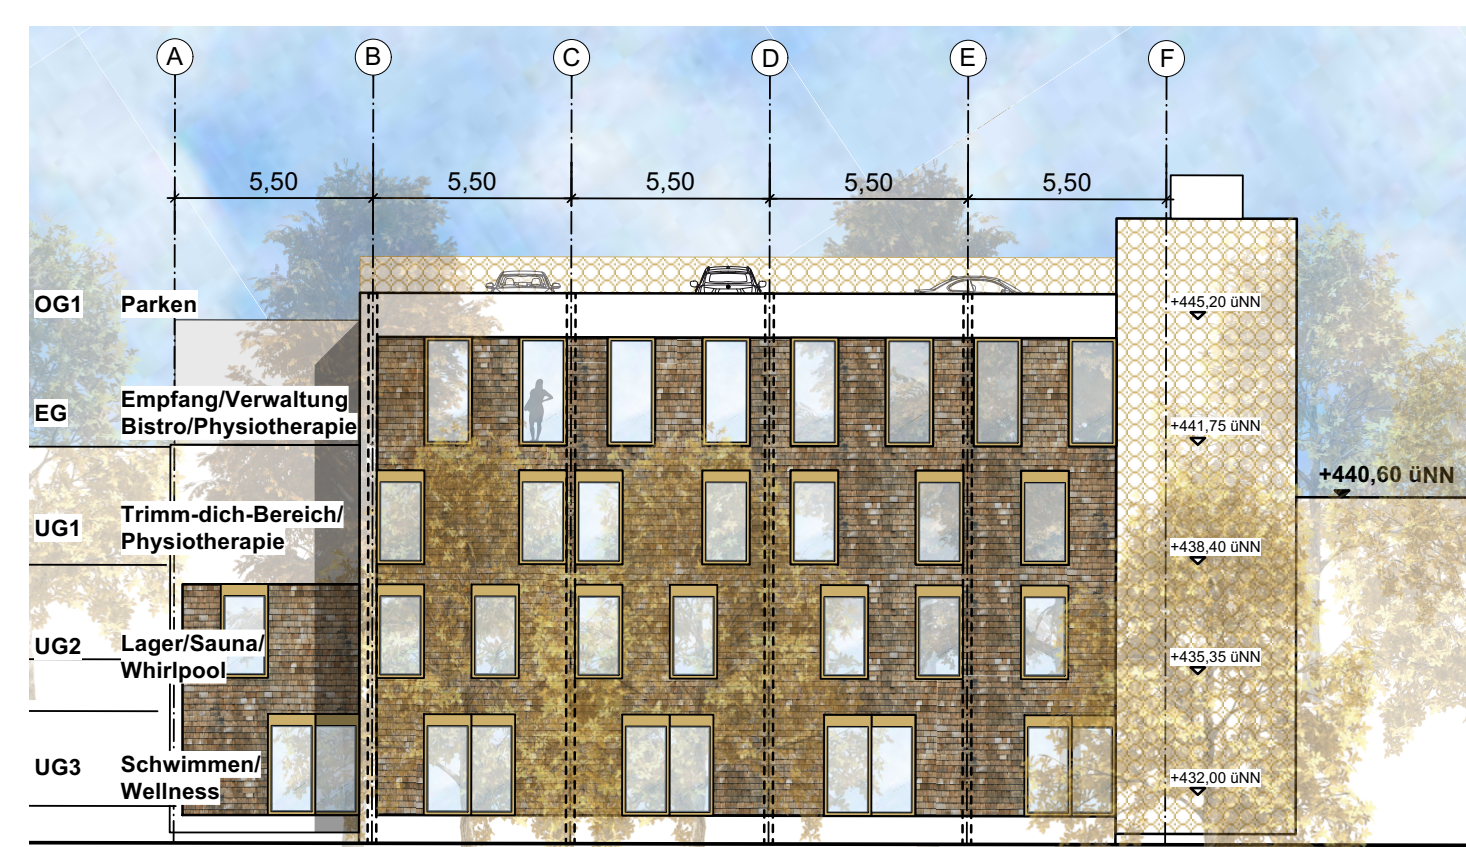 A B C D E F
5,50 5,50 5,50 5,50 5,50
OG1 Parken
+445,20 üNN
EG Empfang/Verwaltung
Bistro/Physiotherapie
+441,75 üNN
+440,60 üNN
UG1 Trimm-dich-Bereich/
Physiotherapie
+438,40 üNN
UG2 Lager/Sauna/
Whirlpool
+435,35 üNN
UG3 Schwimmen/
Wellness
+432,00 üNN